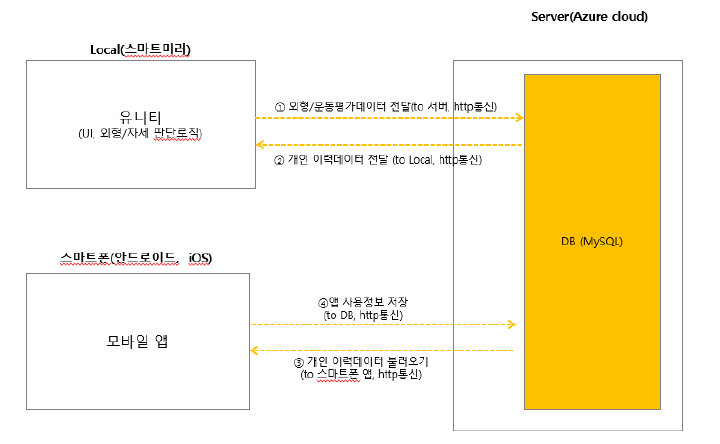 Server(Azure cloud)
Local(스마트미러)
유니티
(UI, 외형/자세 판단로직)
① 외형/운동평가데이터 전달(to 서버, http통신)
② 개인 이력데이터 전달 (to Local, http통신)
DB (MySQL)
스마트폰(안드로이드, iOS)
모바일 앱
④앱 사용정보 저장
(to DB, http통신)
③ 개인 이력데이터 불러오기
(to 스마트폰 앱, http통신)